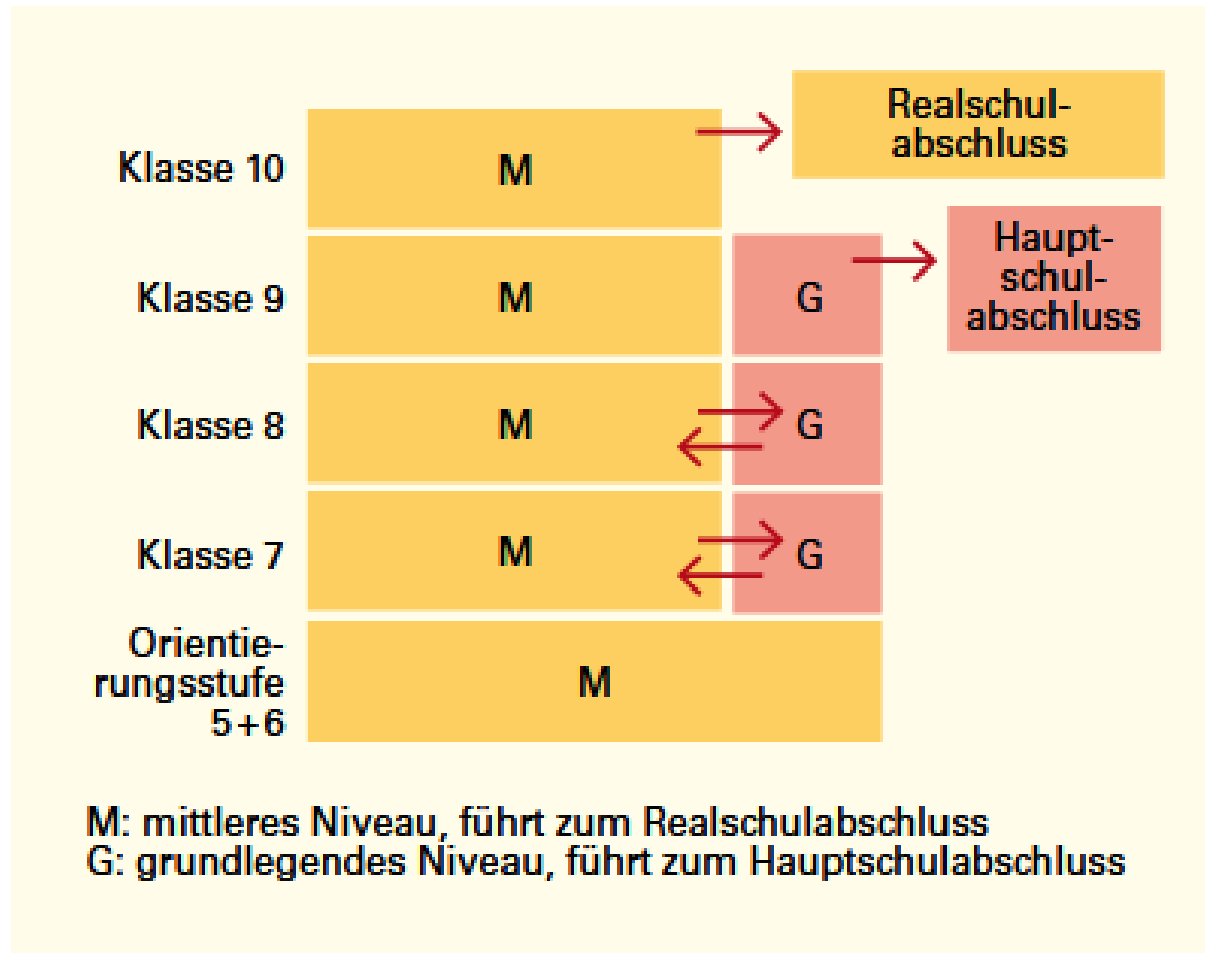 Realschul-
abschluss
Klasse 10
M
Haupt-
schul-
abschluss
Klasse 9
M
G
Klasse 8
M
G
Klasse 7
M
G
Orientie-
rungsstufe
5+6
M
M: mittleres Niveau, führt zum Realschulabschluss
G: grundlegendes Niveau, führt zum Hauptschulabschluss